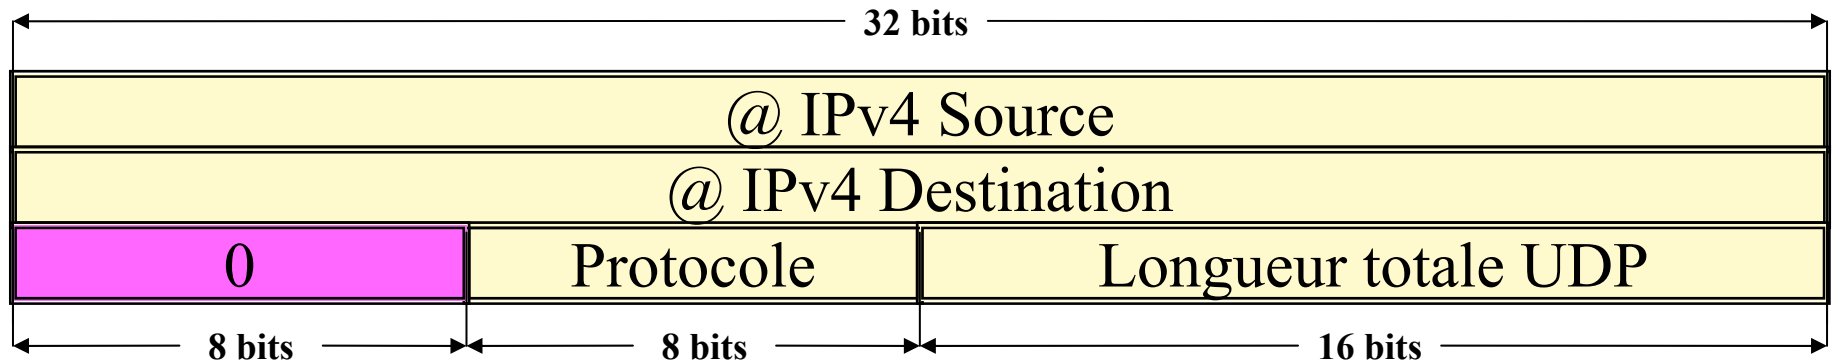 32 bits
@ IPv4 Source
@ IPv4 Destination
0 Protocole Longueur totale UDP
8 bits 8 bits 16 bits